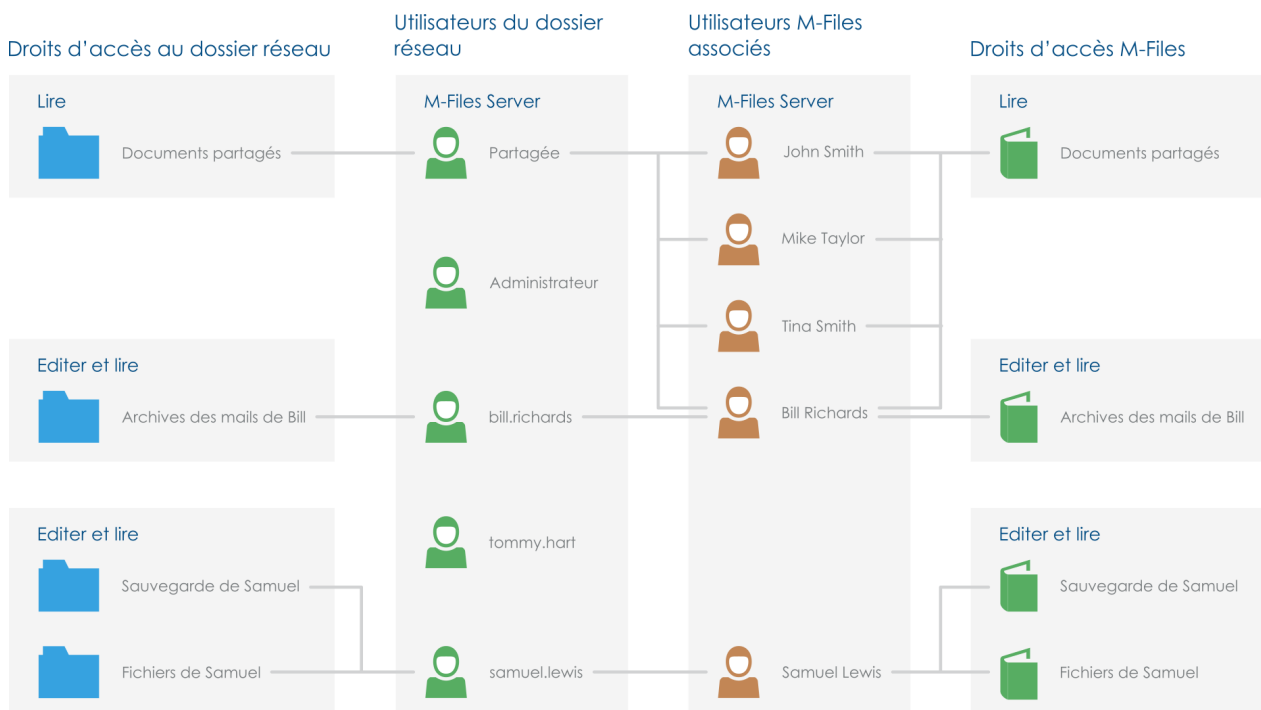 Droits d'accès au dossier réseau
Utilisateurs du dossier
réseau
Utilisateurs M-Files
associés
Droits d'accès M-Files
Lire
Documents partagés
Editer et lire
Archives des mails de Bill
Editer et lire
Sauvegarde de Samuel
Fichiers de Samuel
M-Files Server
Partagée
Administrateur
bill.richards
tommy.hart
samuel.lewis
M-Files Server
John Smith
Mike Taylor
Tina Smith
Bill Richards
Samuel Lewis
Lire
Documents partagés
Editer et lire
Archives des mails de Bill
Editer et lire
Sauvegarde de Samuel
Fichiers de Samuel